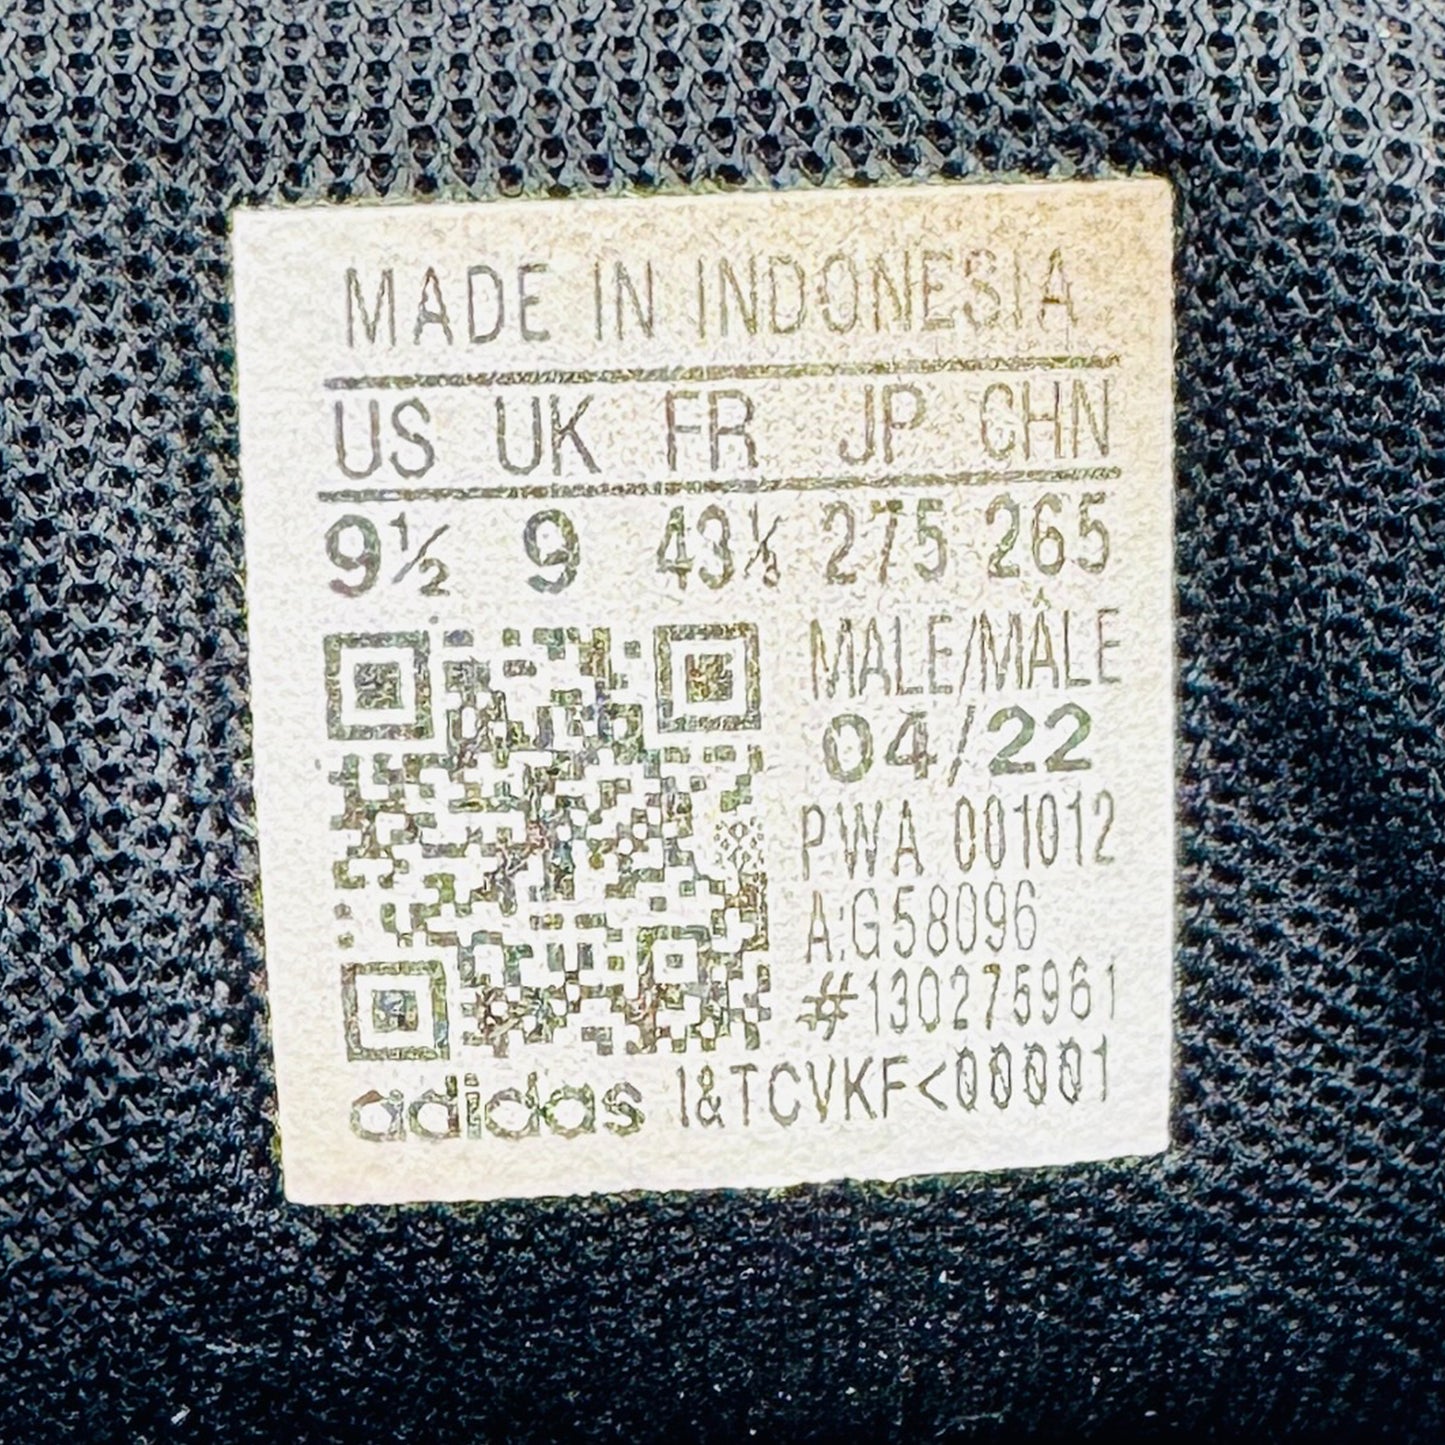 MADE IN INDONESIA
US UK FR JP CHN
9½ 9 43⅓ 275 265
MALE/MÂLE
04/22
PWA 001012
A:G58096
#130275961
adidas I&TCVKF<00001